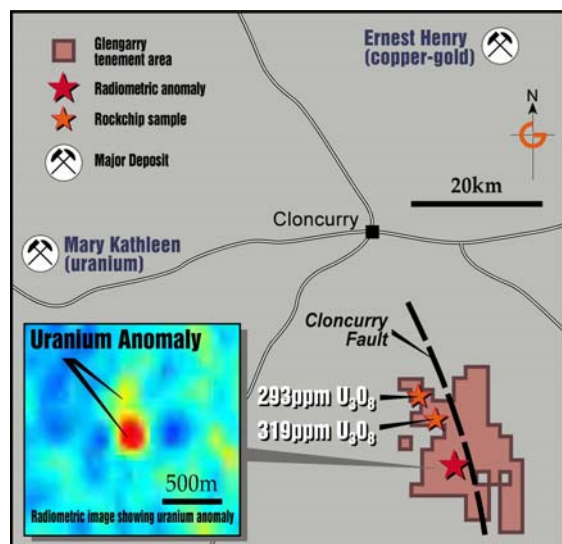 Glengarry
tenement area
Radiometric anomaly
Rockchip sample
Major Deposit
Ernest Henry
(copper-gold)
N
20km
Cloncurry
Mary Kathleen
(uranium)
Cloncurry
Fault
293ppm U₃O₈
319ppm U₃O₈
Uranium Anomaly
500m
Radiometric image showing uranium anomaly